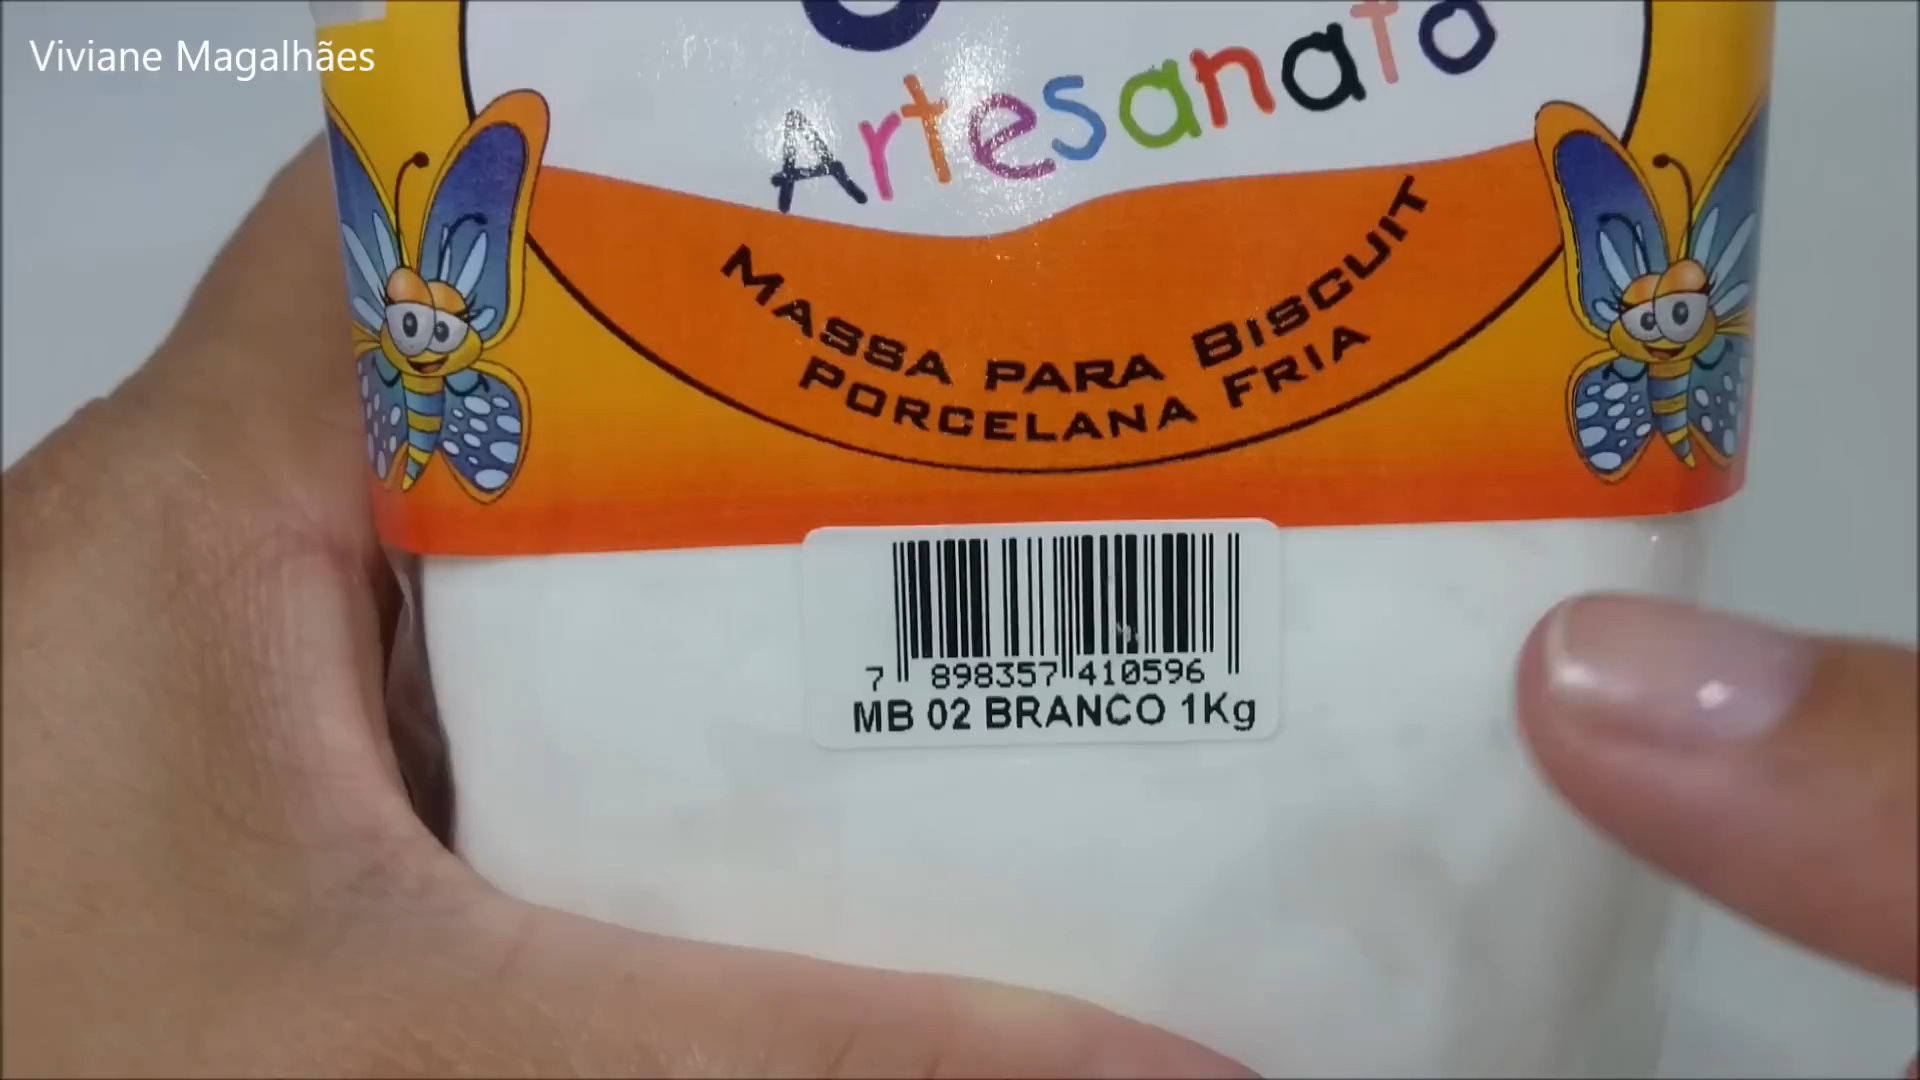 Viviane Magalhães
Artesanato
MASSA PARA BISCUIT
PORCELANA FRIA
7 898357 410596
MB 02 BRANCO 1Kg